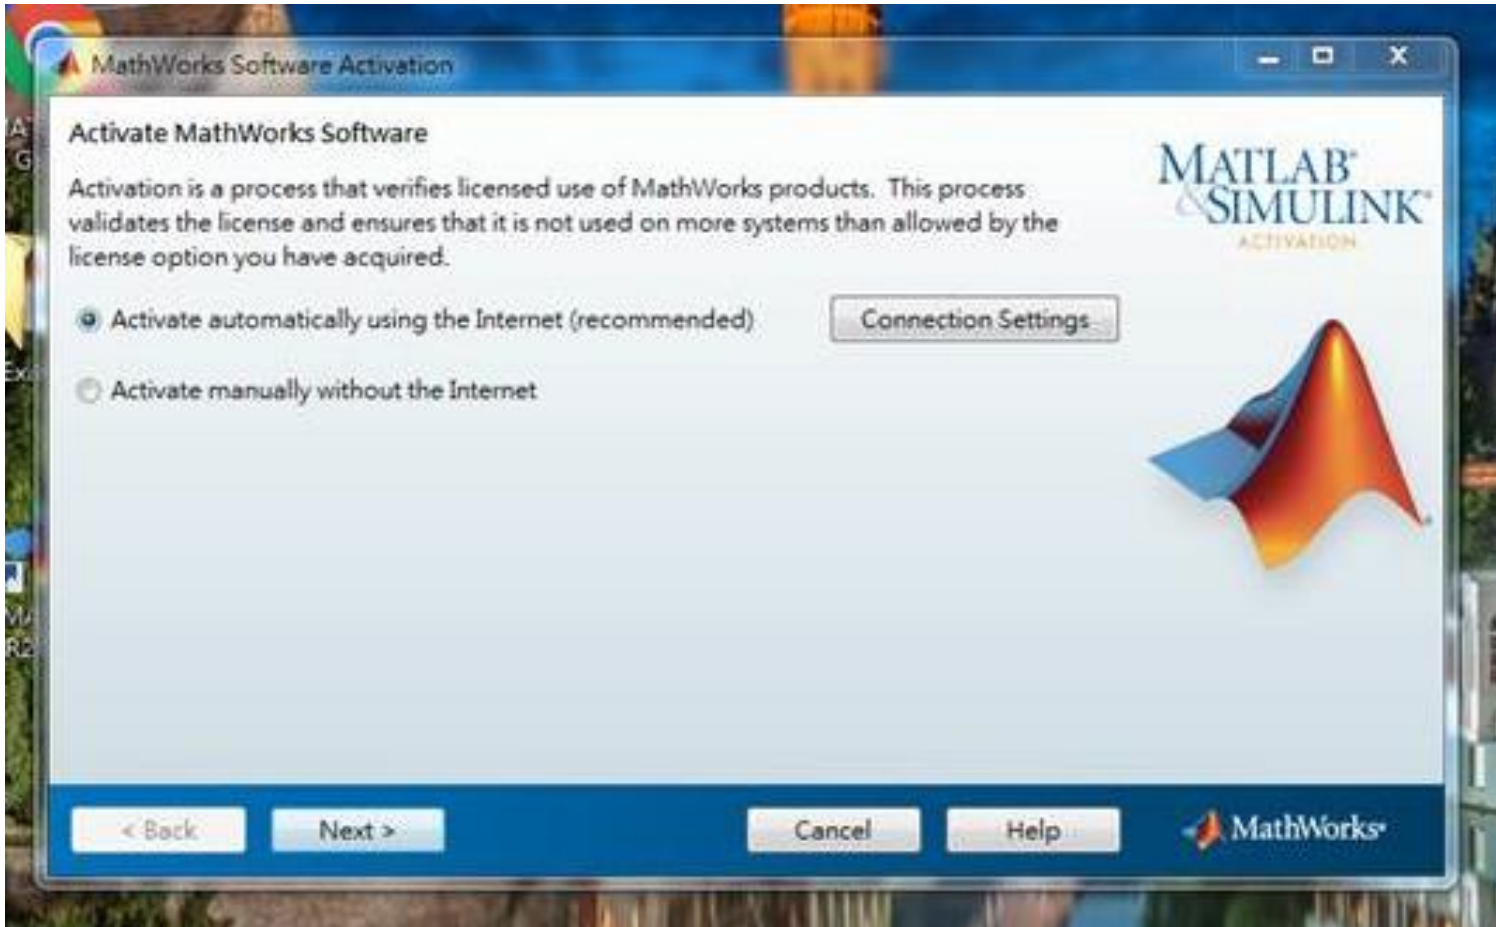 MathWorks Software Activation
Activate MathWorks Software
Activation is a process that verifies licensed use of MathWorks products. This process
validates the license and ensures that it is not used on more systems than allowed by the
license option you have acquired.
MATLAB®
&SIMULINK®
ACTIVATION
Activate automatically using the Internet (recommended)
Connection Settings
Activate manually without the Internet
< Back
Next >
Cancel
Help
MathWorks®